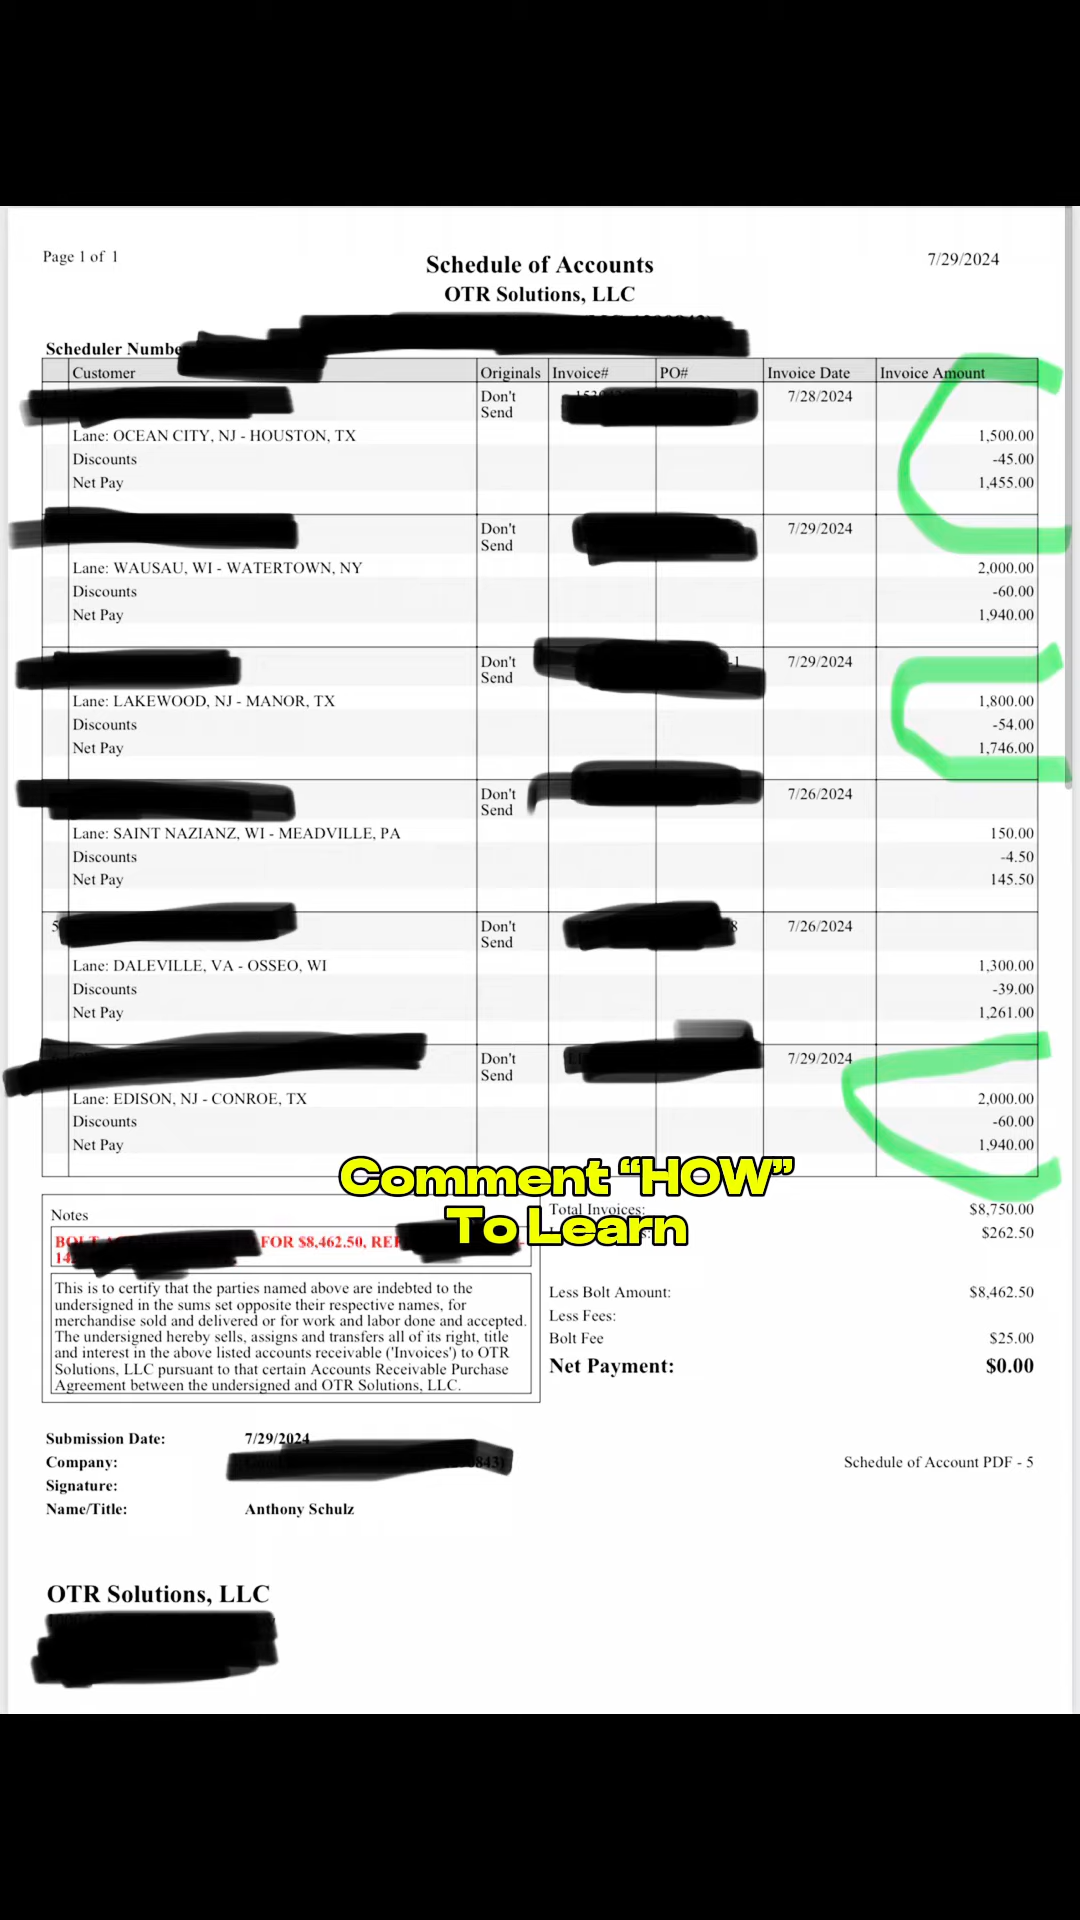 Page 1 of 1
Schedule of Accounts
7/29/2024
OTR Solutions, LLC
Scheduler
Customer Originals Invoice# PO# Invoice Date Invoice Amount
Don't Send 7/28/2024
Lane: OCEAN CITY, NJ - HOUSTON, TX 1,500.00
Discounts -45.00
Net Pay 1,455.00
Don't Send 7/29/2024
Lane: WAUSAU, WI - WATERTOWN, NY 2,000.00
Discounts -60.00
Net Pay 1,940.00
Don't Send -1 7/29/2024
Lane: LAKEWOOD, NJ - MANOR, TX 1,800.00
Discounts -54.00
Net Pay 1,746.00
Don't Send 7/26/2024
Lane: SAINT NAZIANZ, WI - MEADVILLE, PA 150.00
Discounts -4.50
Net Pay 145.50
5 Don't Send 8 7/26/2024
Lane: DALEVILLE, VA - OSSEO, WI 1,300.00
Discounts -39.00
Net Pay 1,261.00
Don't Send 7/29/2024
Lane: EDISON, NJ - CONROE, TX 2,000.00
Discounts -60.00
Net Pay 1,940.00
Comment “HOW”
To Learn
Total Invoices: $8,750.00
$262.50
Less Bolt Amount: $8,462.50
Less Fees:
Bolt Fee $25.00
Net Payment: $0.00
Notes
FOR $8,462.50,
This is to certify that the parties named above are indebted to the
undersigned in the sums set opposite their respective names, for
merchandise sold and delivered or for work and labor done and accepted.
The undersigned hereby sells, assigns and transfers all of its right, title
and interest in the above listed accounts receivable ('Invoices') to OTR
Solutions, LLC pursuant to that certain Accounts Receivable Purchase
Agreement between the undersigned and OTR Solutions, LLC.
Submission Date: 7/29/2024
Company:
Schedule of Account PDF - 5
Signature:
Name/Title: Anthony Schulz
OTR Solutions, LLC